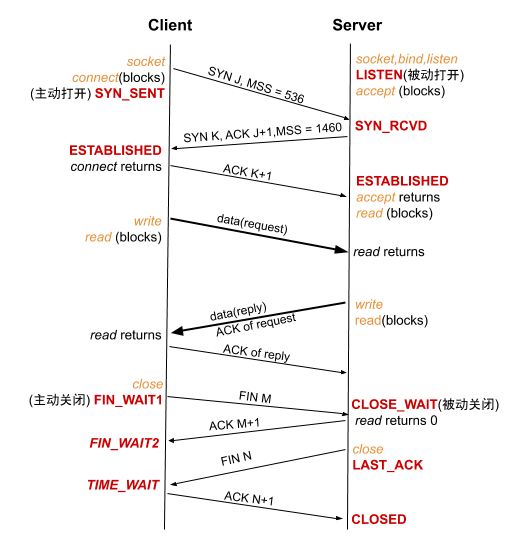 Client
Server
socket
connect(blocks)
(主动打开) SYN_SENT
SYN J, MSS = 536
socket,bind,listen
LISTEN(被动打开)
accept (blocks)
SYN_RCVD
SYN K, ACK J+1,MSS = 1460
ESTABLISHED
connect returns
ACK K+1
ESTABLISHED
accept returns
read (blocks)
write
read (blocks)
data(request)
read returns
write
read(blocks)
data(reply)
ACK of request
read returns
ACK of reply
close
(主动关闭) FIN_WAIT1
FIN M
CLOSE_WAIT(被动关闭)
read returns 0
ACK M+1
FIN_WAIT2
close
LAST_ACK
FIN N
TIME_WAIT
ACK N+1
CLOSED